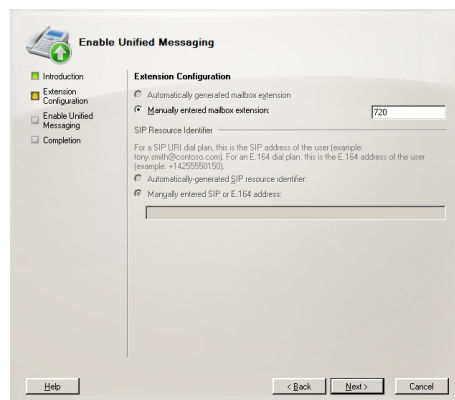 Enable Unified Messaging
Introduction
Extension
Configuration
Enable Unified
Messaging
Completion
Extension Configuration
Automatically generated mailbox extension
Manually entered mailbox extension:
720
SIP Resource Identifier
For a SIP URI dial plan, this is the SIP address of the user (example:
tony.smith@contoso.com). For an E.164 dial plan, this is the E.164 address of the user
(example: +14255550150).
Automatically-generated SIP resource identifier:
Manually entered SIP or E.164 address:
Help
< Back
Next >
Cancel